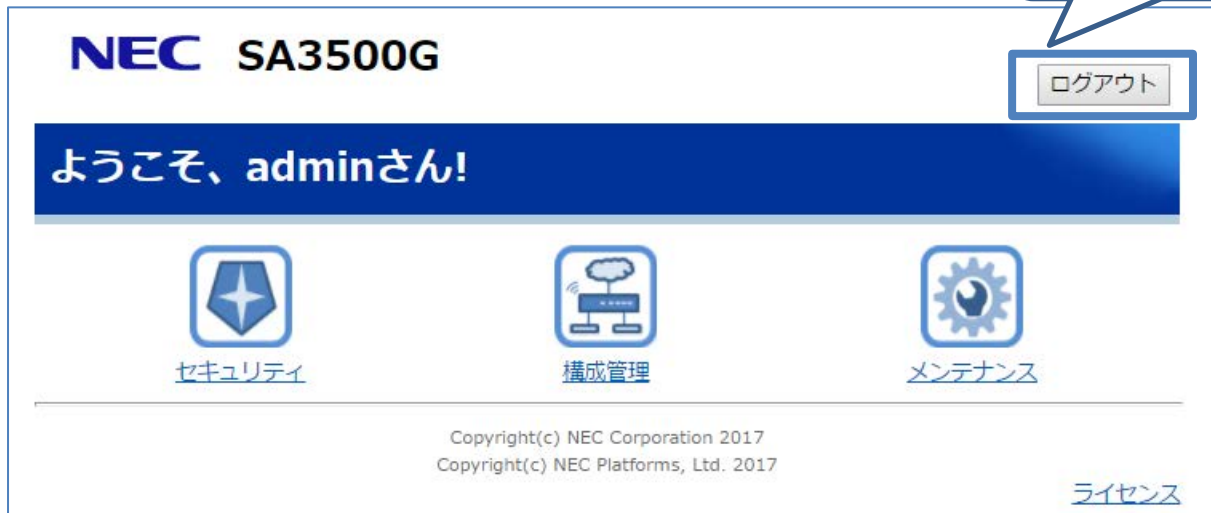 NEC SA3500G
ログアウト
ようこそ、adminさん!
セキュリティ 構成管理 メンテナンス
Copyright(c) NEC Corporation 2017
Copyright(c) NEC Platforms, Ltd. 2017
ライセンス